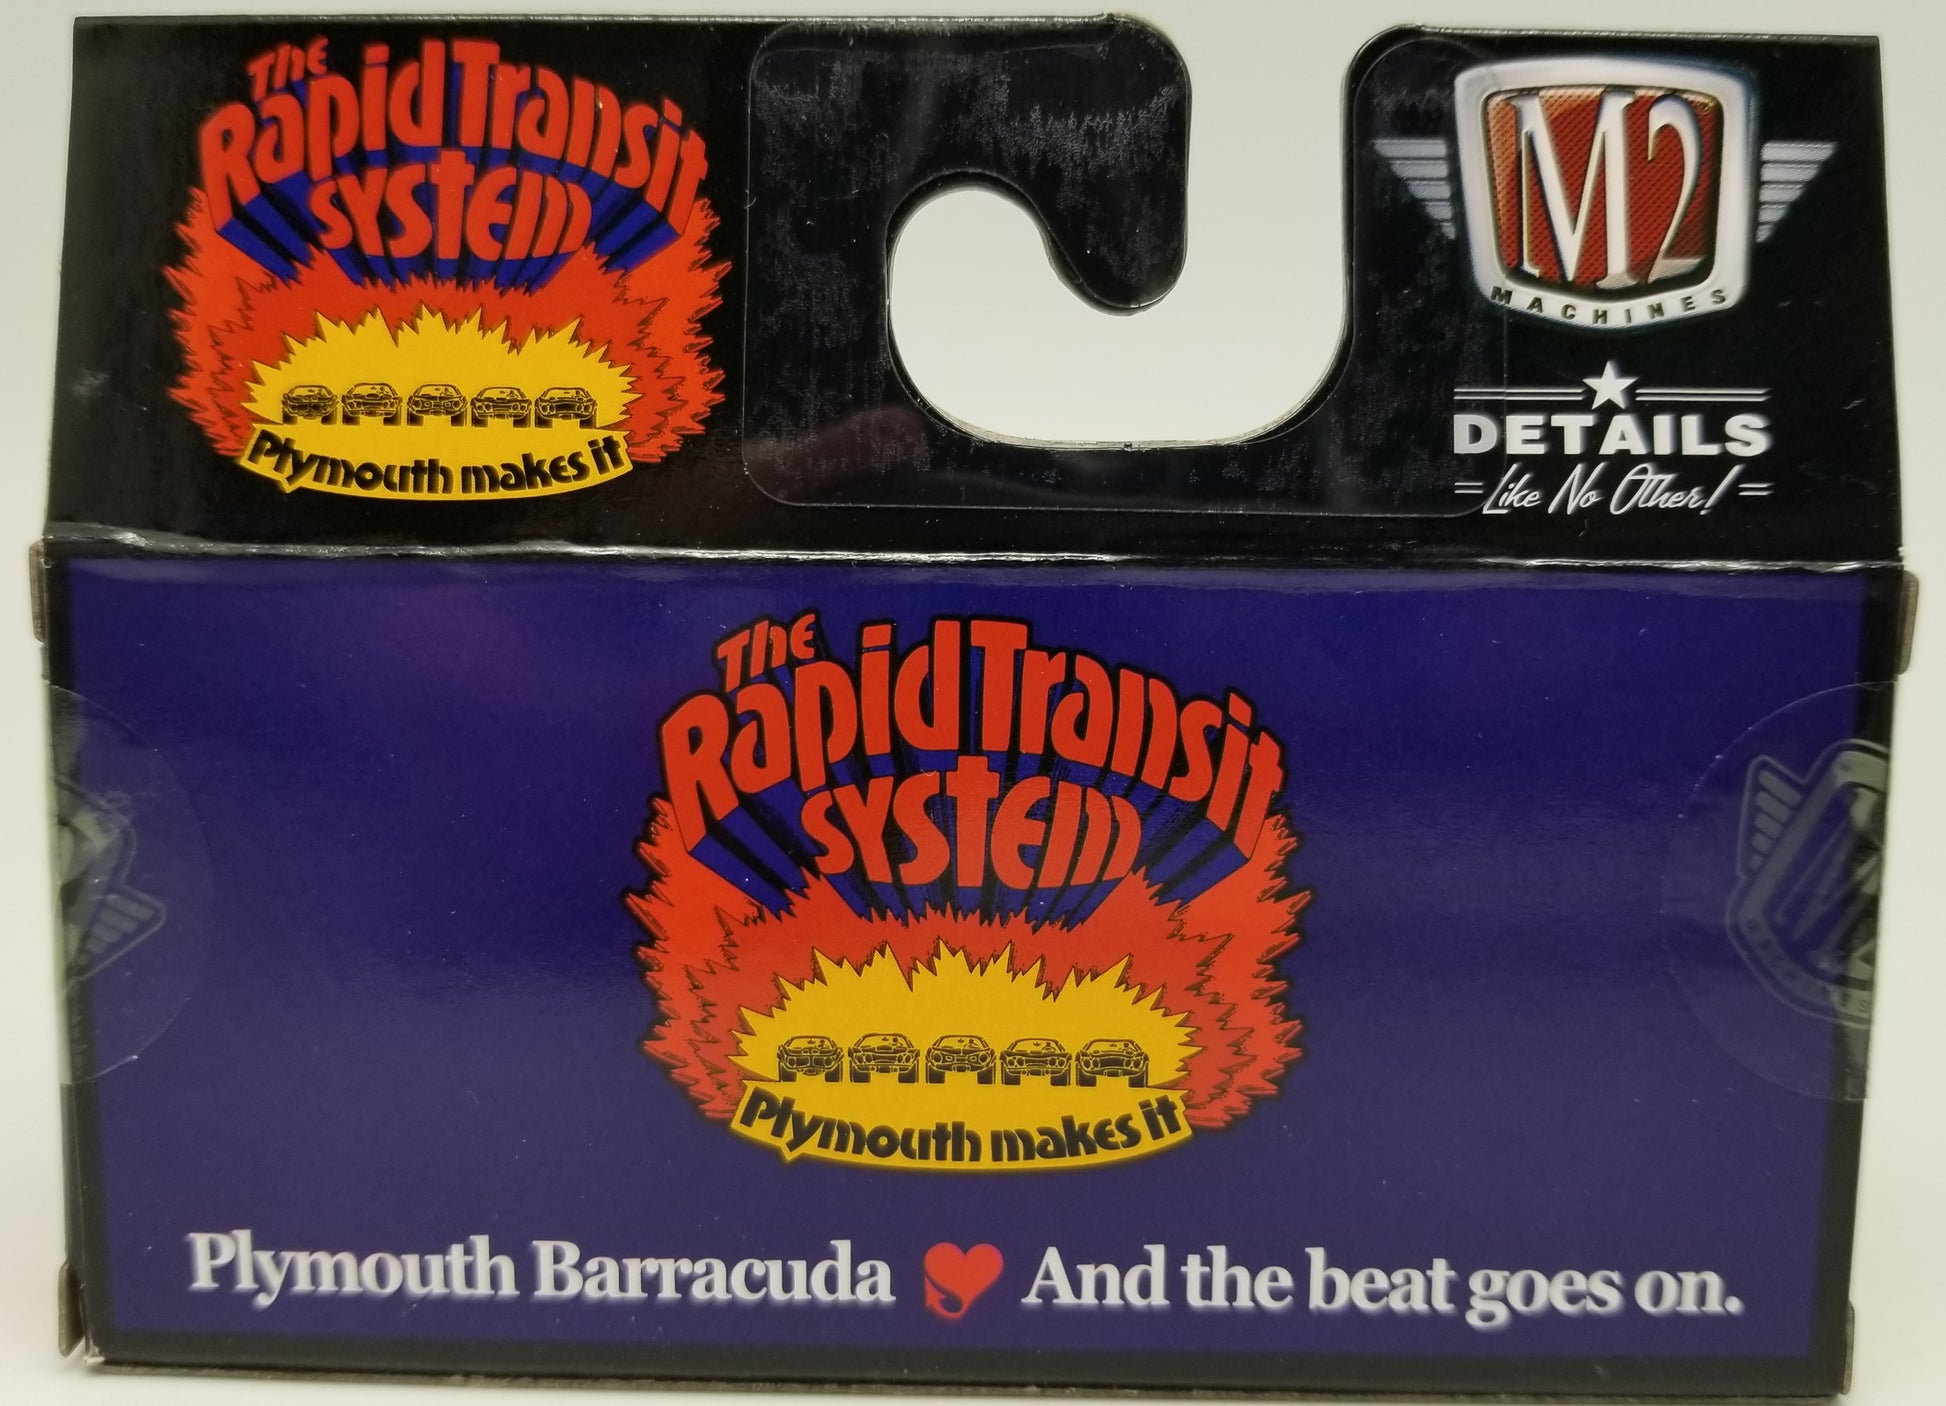 The
Rapid Transit
system
Plymouth makes it
M2
MACHINES
DETAILS
Like No Other!
The
Rapid Transit
system
Plymouth makes it
Plymouth Barracuda And the beat goes on.